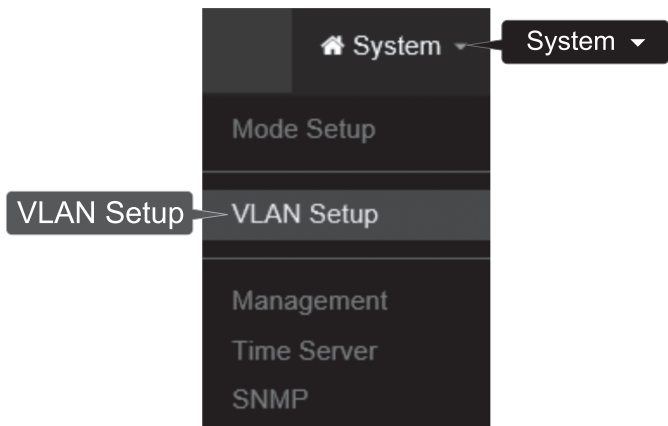 System
System
Mode Setup
VLAN Setup
VLAN Setup
Management
Time Server
SNMP